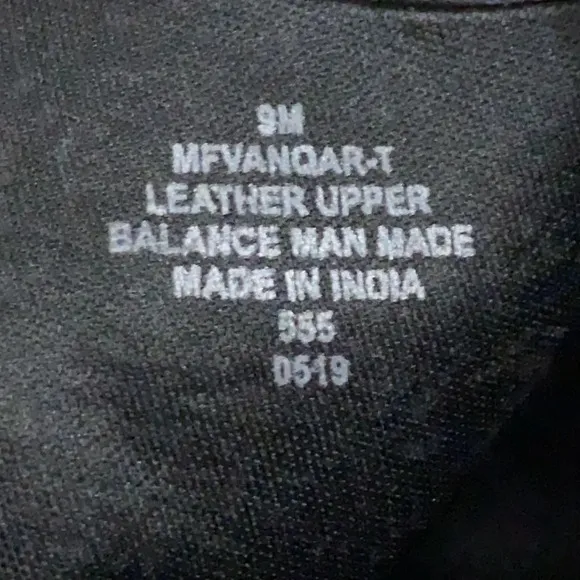 9M
MFVANQAR-T
LEATHER UPPER
BALANCE MAN MADE
MADE IN INDIA
555
0519